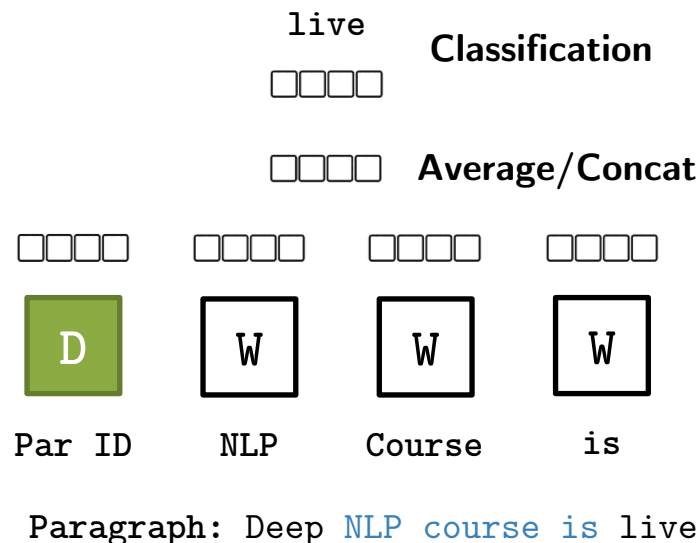 live
Classification
Average/Concat
D W W W
Par ID NLP Course is
Paragraph: Deep NLP course is live